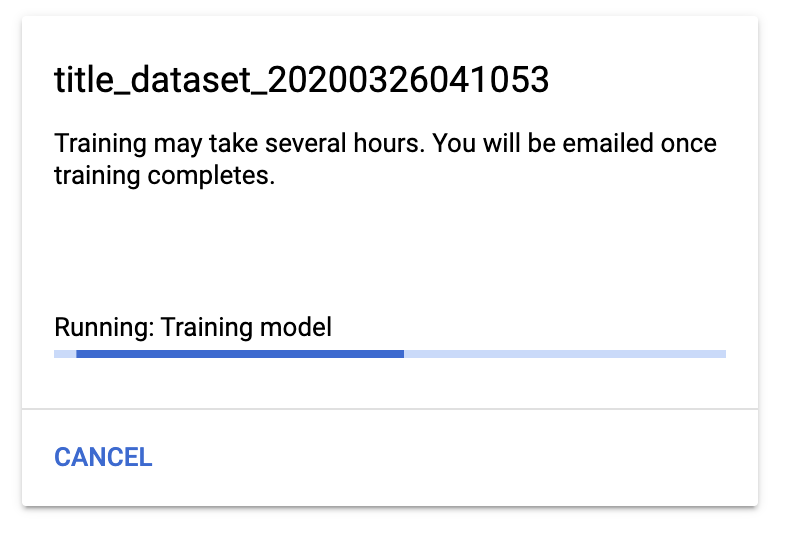 title_dataset_20200326041053
Training may take several hours. You will be emailed once
training completes.
Running: Training model
CANCEL